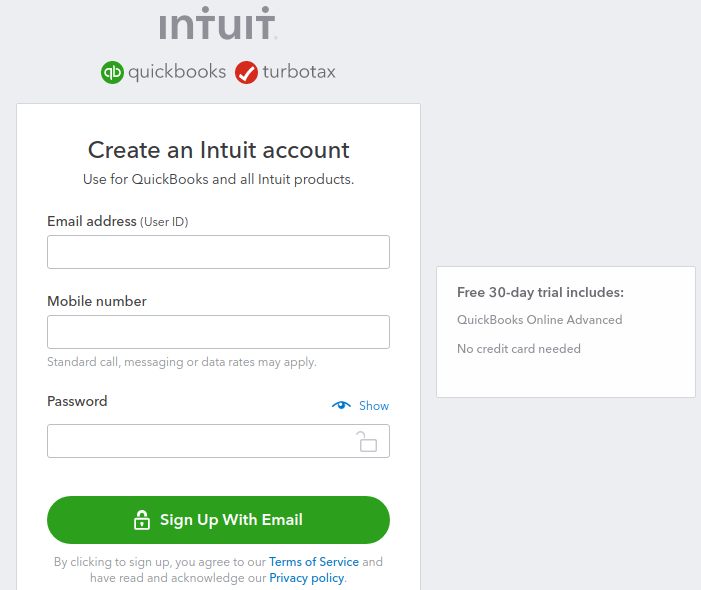 intuit
qb quickbooks turbotax
Create an Intuit account
Use for QuickBooks and all Intuit products.
Email address (User ID)
Mobile number
Standard call, messaging or data rates may apply.
Password
Show
Sign Up With Email
By clicking to sign up, you agree to our Terms of Service and
have read and acknowledge our Privacy policy.
Free 30-day trial includes:
QuickBooks Online Advanced
No credit card needed